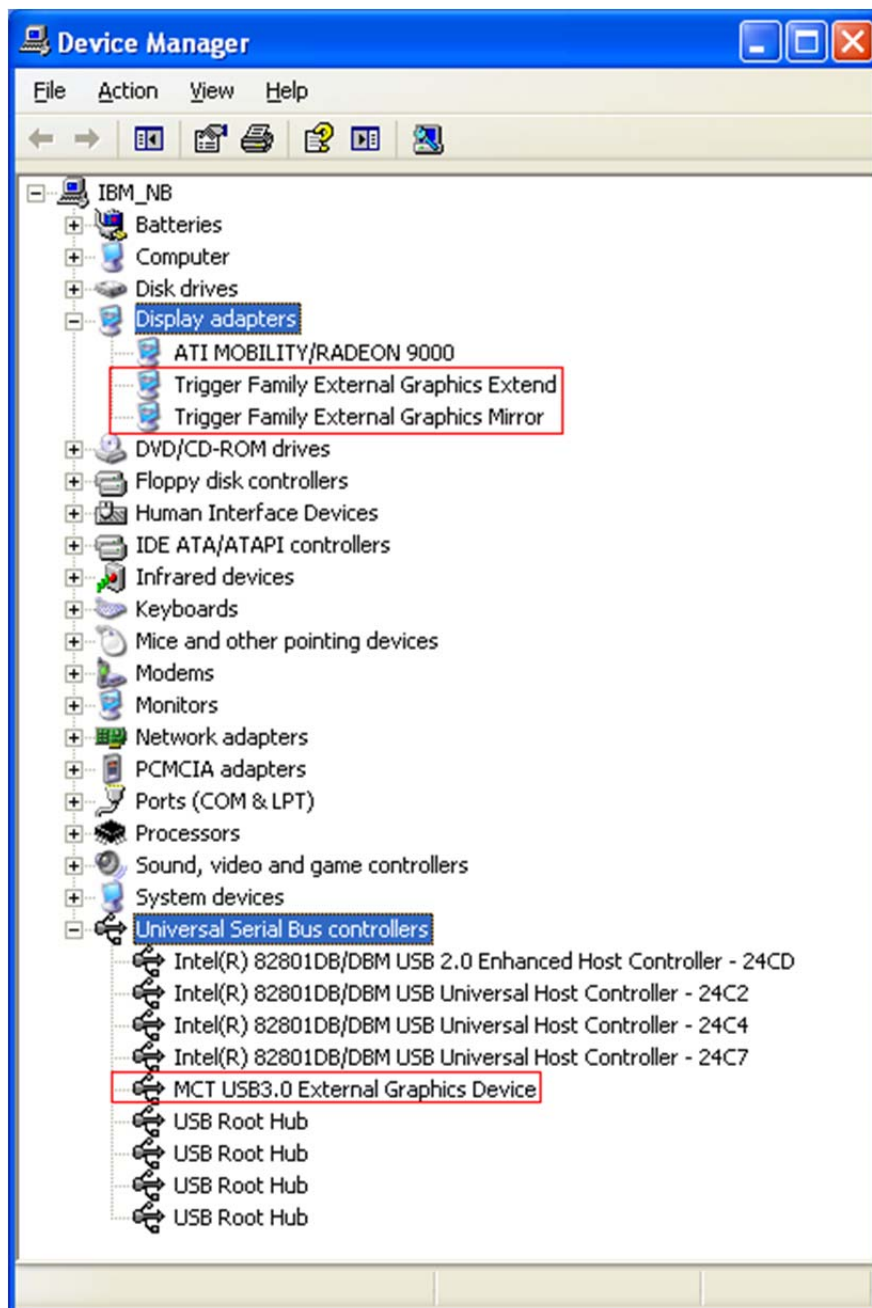 Device Manager
File Action View Help
IBM_NB
Batteries
Computer
Disk drives
Display adapters
ATI MOBILITY/RADEON 9000
Trigger Family External Graphics Extend
Trigger Family External Graphics Mirror
DVD/CD-ROM drives
Floppy disk controllers
Human Interface Devices
IDE ATA/ATAPI controllers
Infrared devices
Keyboards
Mice and other pointing devices
Modems
Monitors
Network adapters
PCMCIA adapters
Ports (COM & LPT)
Processors
Sound, video and game controllers
System devices
Universal Serial Bus controllers
Intel(R) 82801DB/DBM USB 2.0 Enhanced Host Controller - 24CD
Intel(R) 82801DB/DBM USB Universal Host Controller - 24C2
Intel(R) 82801DB/DBM USB Universal Host Controller - 24C4
Intel(R) 82801DB/DBM USB Universal Host Controller - 24C7
MCT USB3.0 External Graphics Device
USB Root Hub
USB Root Hub
USB Root Hub
USB Root Hub